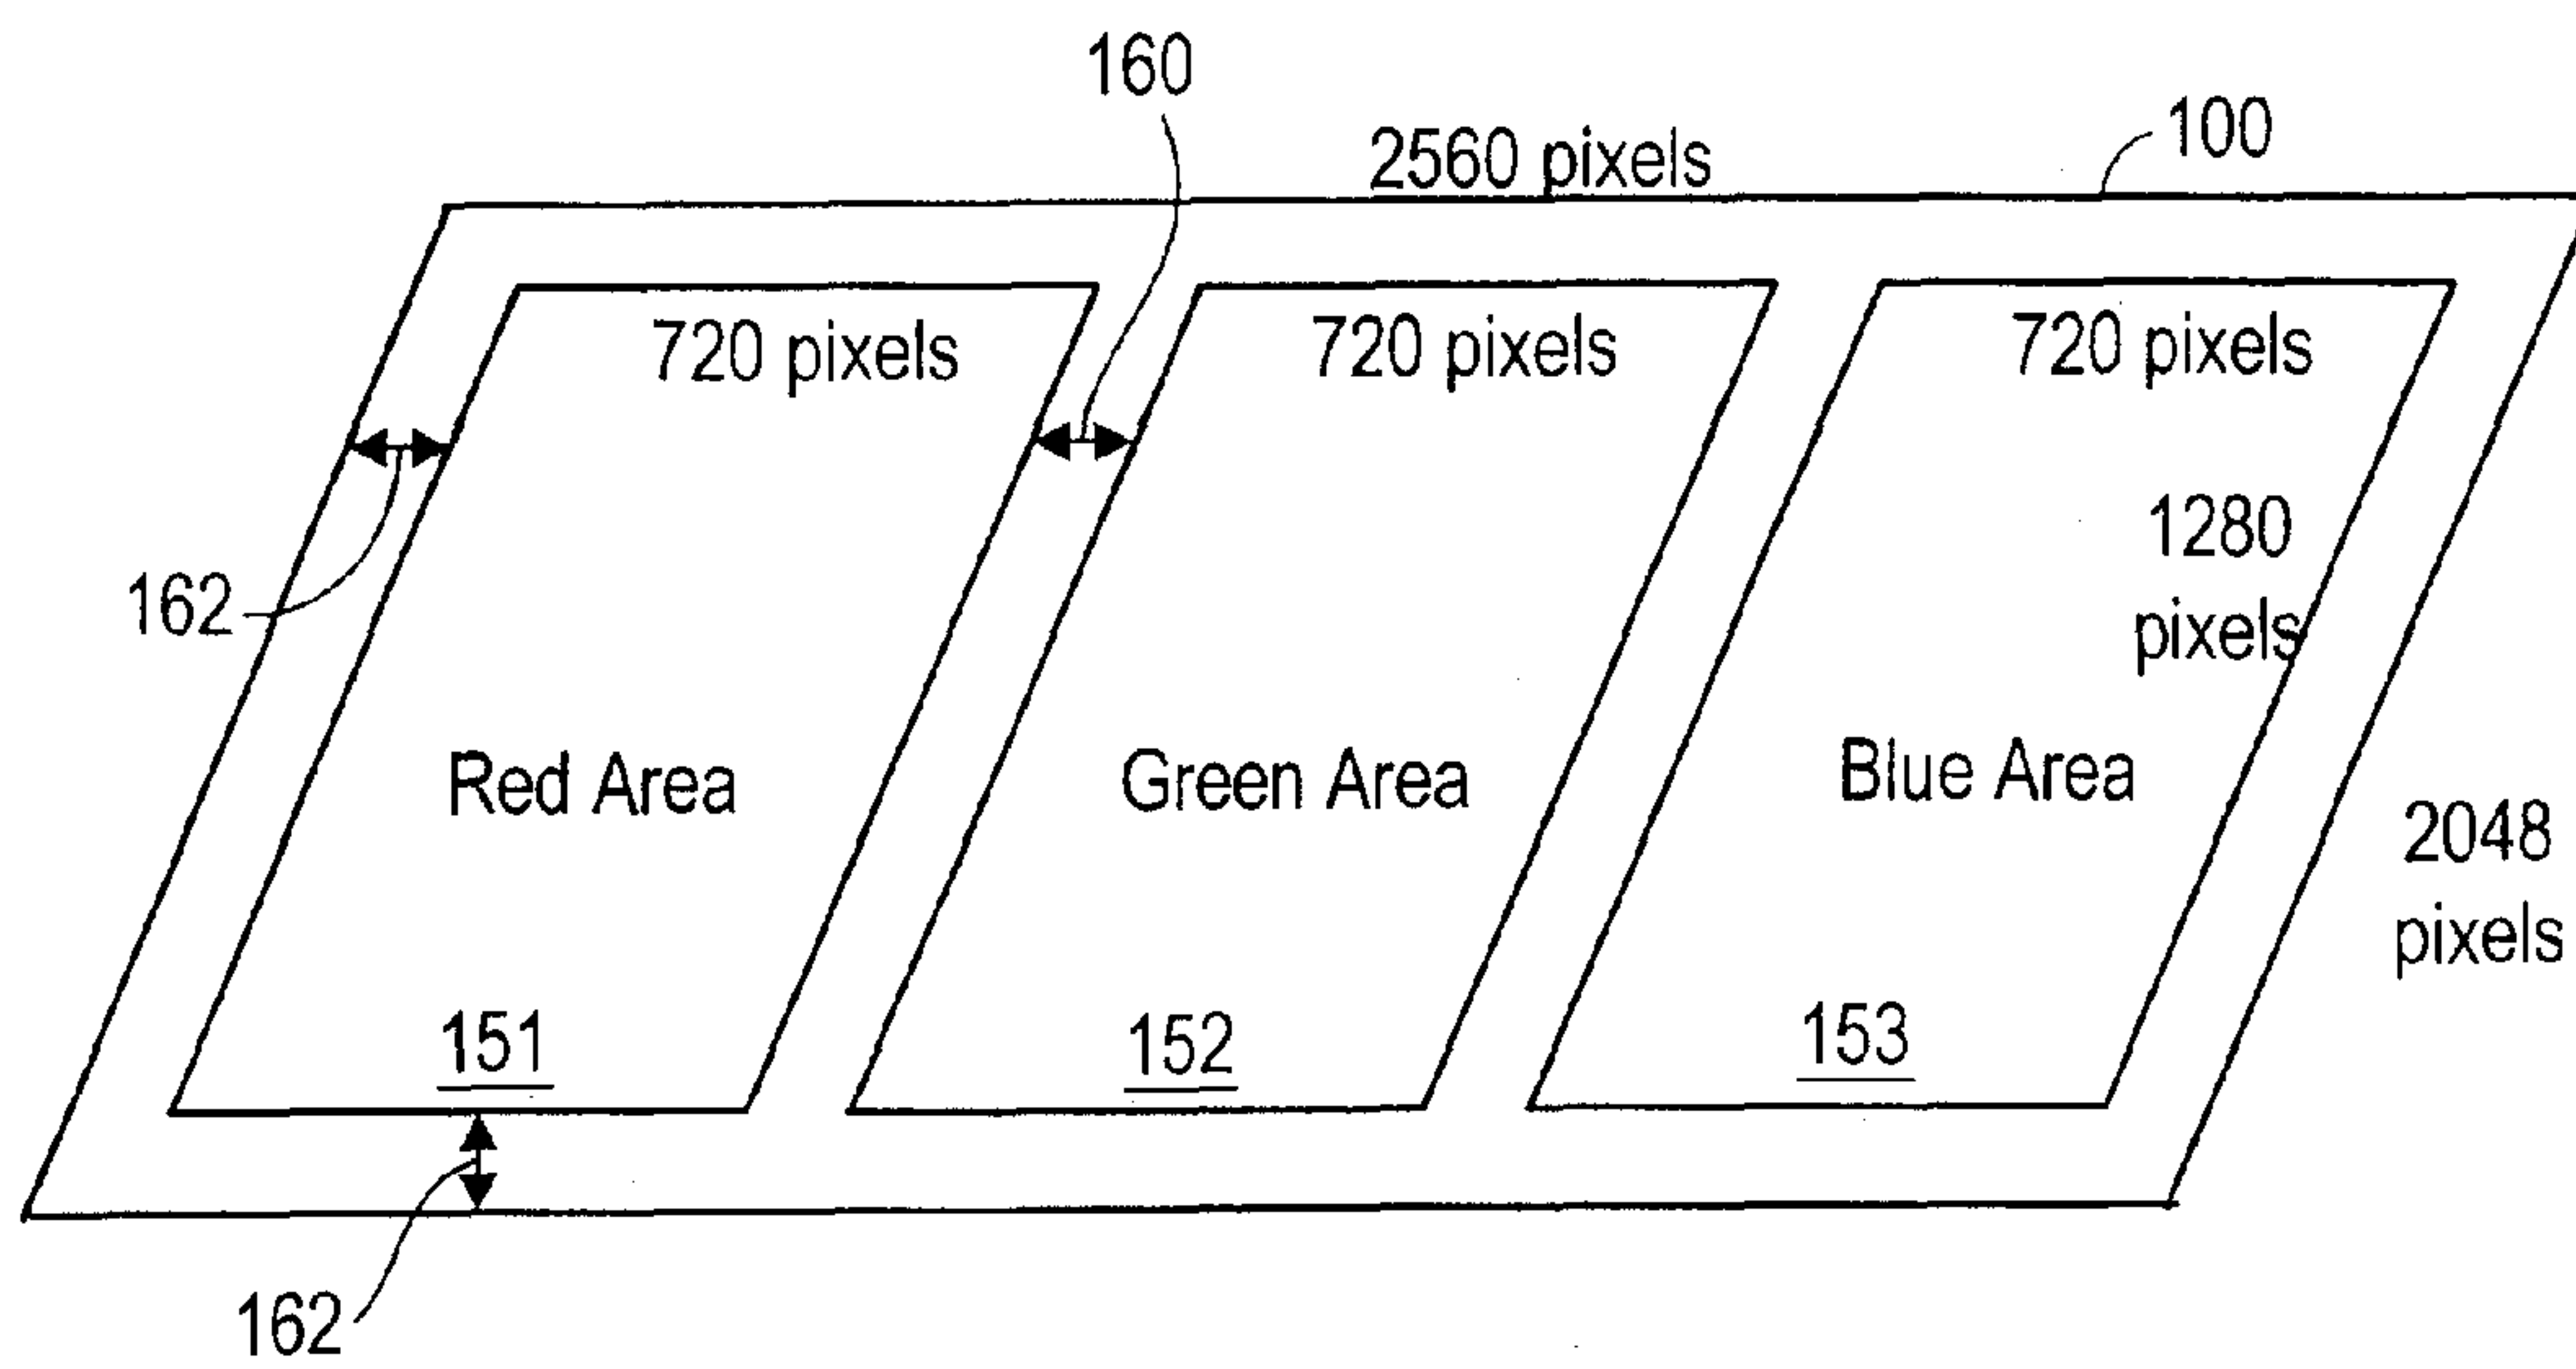 160
2560 pixels
100
720 pixels
720 pixels
720 pixels
1280
pixels
162
Red Area
Green Area
Blue Area
2048
pixels
151
152
153
162